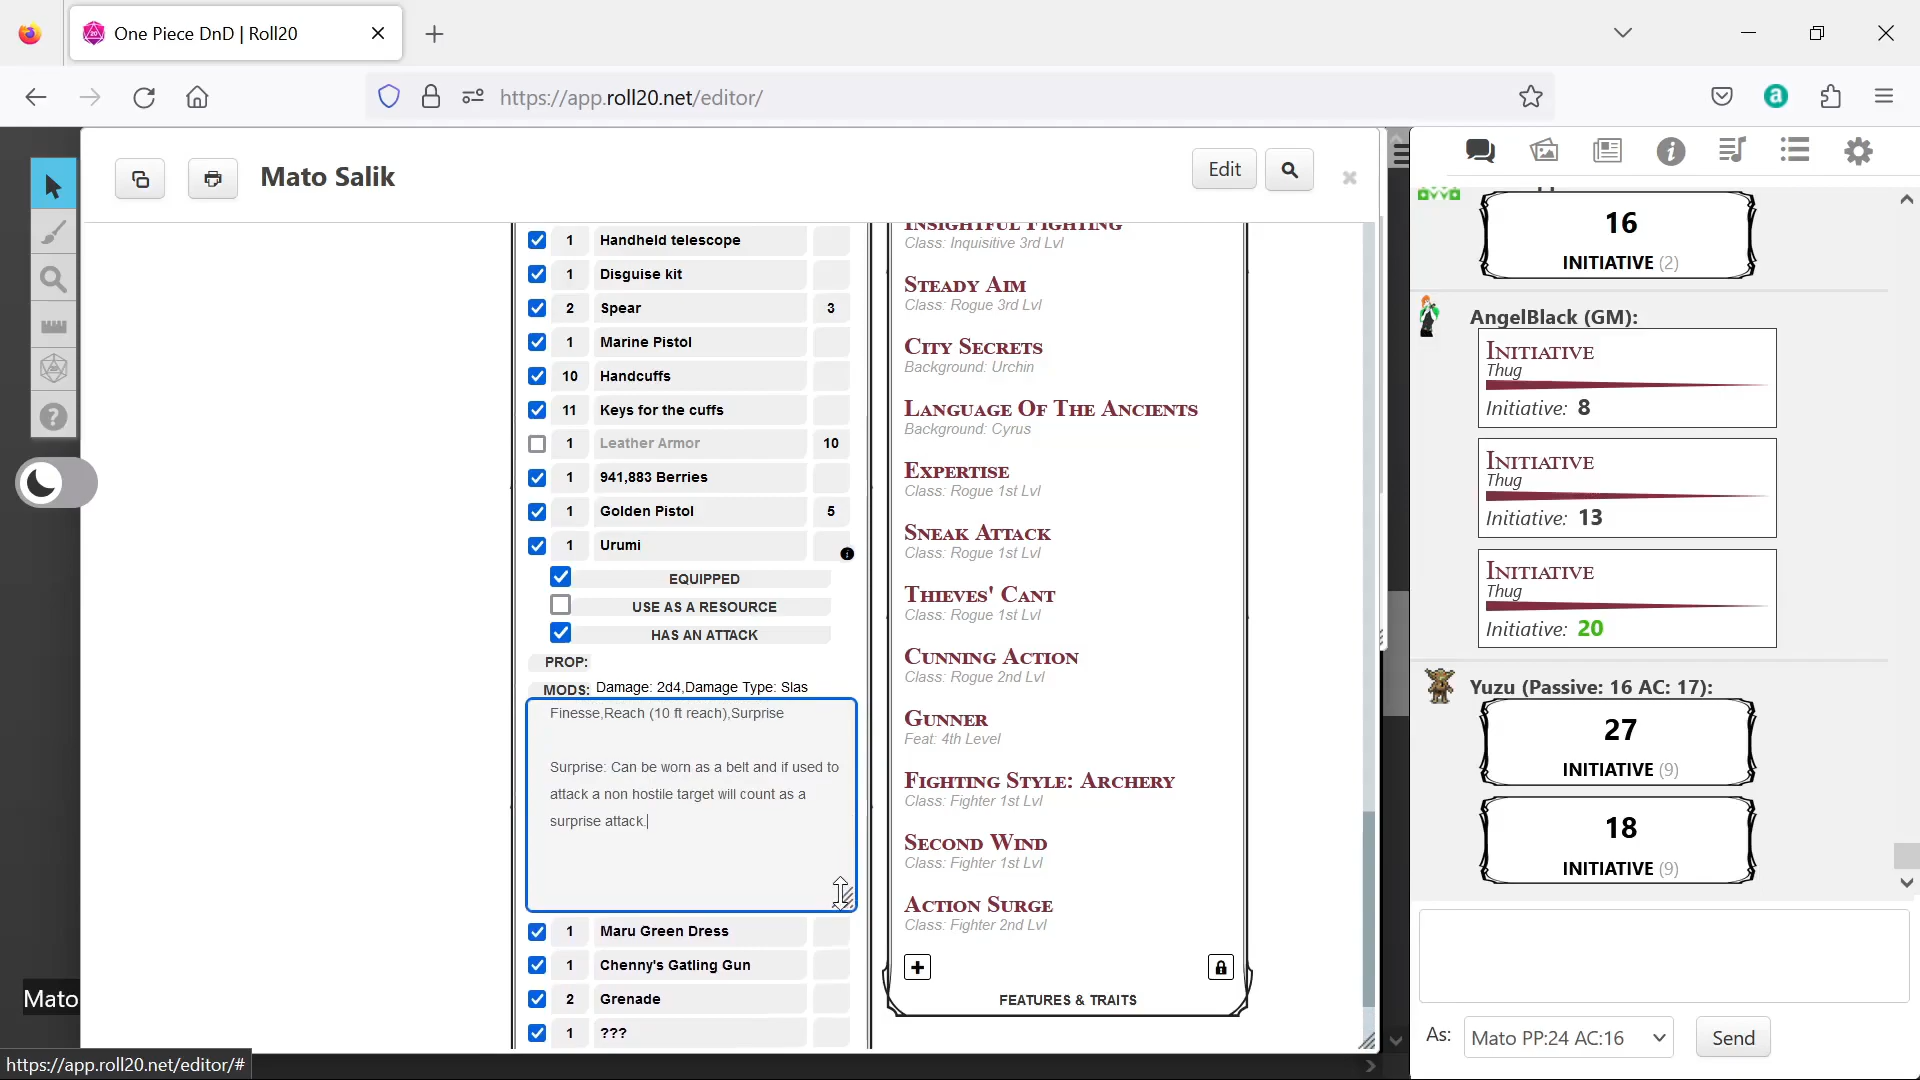 One Piece DnD | Roll20
https://app.roll20.net/editor/
Mato Salik
Edit
1 Handheld telescope
1 Disguise kit
2 Spear 3
1 Marine Pistol
10 Handcuffs
11 Keys for the cuffs
1 Leather Armor 10
1 941,883 Berries
1 Golden Pistol 5
1 Urumi
EQUIPPED
USE AS A RESOURCE
HAS AN ATTACK
PROP:
MODS: Damage: 2d4,Damage Type: Slas
Finesse,Reach (10 ft reach),Surprise
Surprise: Can be worn as a belt and if used to
attack a non hostile target will count as a
surprise attack.
1 Maru Green Dress
1 Chenny's Gatling Gun
2 Grenade
1 ???
INSIGHTFUL FIGHTING
Class: Inquisitive 3rd Lvl
STEADY AIM
Class: Rogue 3rd Lvl
CITY SECRETS
Background: Urchin
LANGUAGE OF THE ANCIENTS
Background: Cyrus
EXPERTISE
Class: Rogue 1st Lvl
SNEAK ATTACK
Class: Rogue 1st Lvl
THIEVES' CANT
Class: Rogue 1st Lvl
CUNNING ACTION
Class: Rogue 2nd Lvl
GUNNER
Feat: 4th Level
FIGHTING STYLE: ARCHERY
Class: Fighter 1st Lvl
SECOND WIND
Class: Fighter 1st Lvl
ACTION SURGE
Class: Fighter 2nd Lvl
FEATURES & TRAITS
16
INITIATIVE (2)
AngelBlack (GM):
INITIATIVE
Thug
Initiative: 8
INITIATIVE
Thug
Initiative: 13
INITIATIVE
Thug
Initiative: 20
Yuzu (Passive: 16 AC: 17):
27
INITIATIVE (9)
18
INITIATIVE (9)
As: Mato PP:24 AC:16
Send
Mato
https://app.roll20.net/editor/#